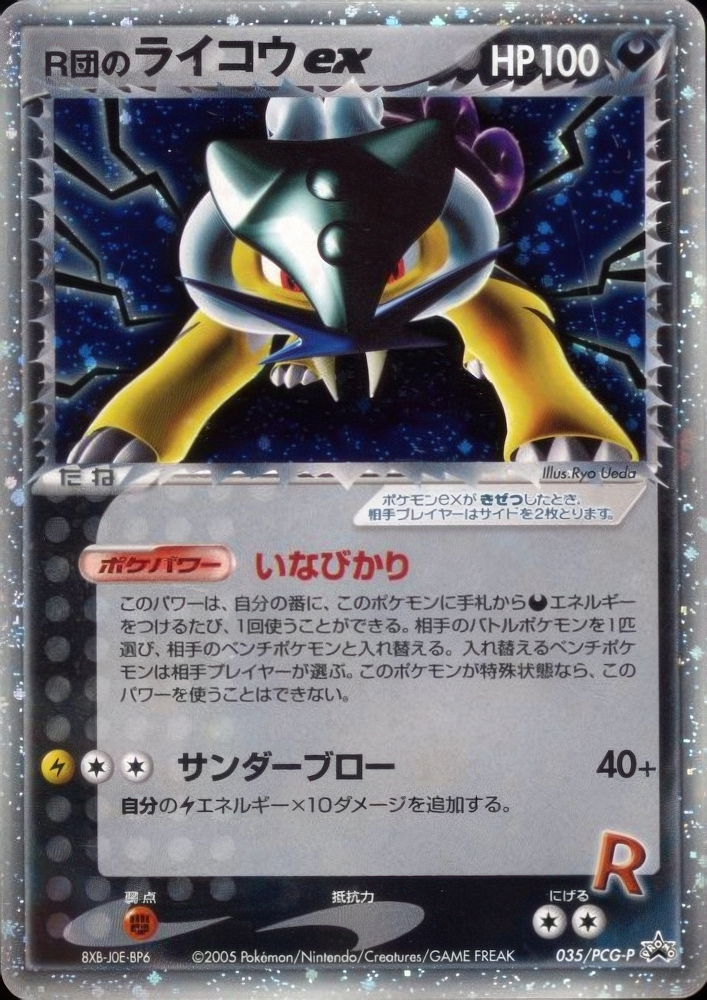 R団のライコウex HP100
たね
Illus.Ryo Ueda
ポケモンexが きぜつしたとき、
相手プレイヤーはサイドを2枚とります。
ポケパワー いなびかり
このパワーは、自分の番に、このポケモンに手札からエネルギー
をつけるたび、1回使うことができる。相手のバトルポケモンを1匹
選び、相手のベンチポケモンと入れ替える。入れ替えるベンチポケ
モンは相手プレイヤーが選ぶ。このポケモンが特殊状態なら、この
パワーを使うことはできない。
サンダーブロー 40+
自分のエネルギー×10ダメージを追加する。
R
弱点 抵抗力 にげる
8XB-J0E-BP6 ©2005 Pokémon/Nintendo/Creatures/GAME FREAK 035/PCG-P PROMO